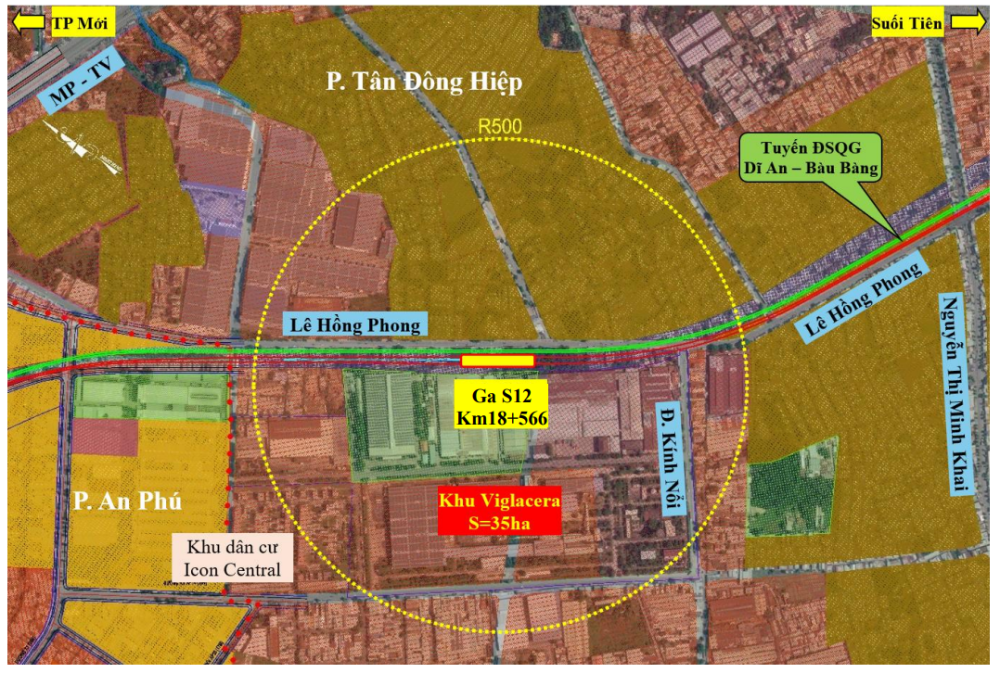 TP Mới
Suối Tiên
MP - TV
P. Tân Đông Hiệp
R500
Tuyến ĐSQG
Dĩ An – Bàu Bàng
Lê Hồng Phong
Lê Hồng Phong
Nguyễn Thị Minh Khai
Ga S12
Km18+566
Đ. Kính Nổi
Khu Viglacera
S=35ha
P. An Phú
Khu dân cư
Icon Central